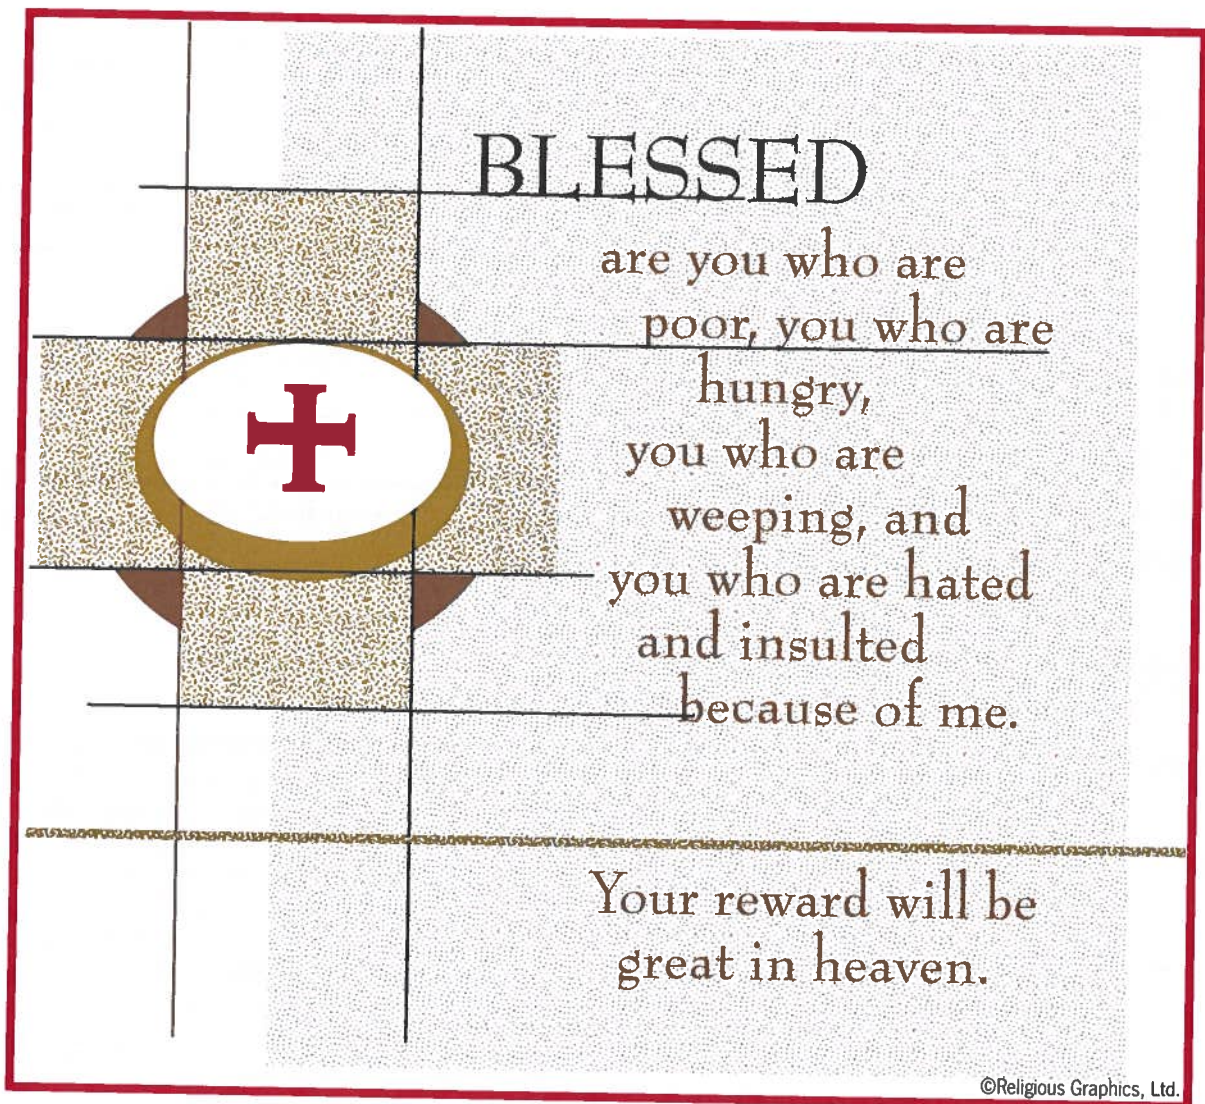 BLESSED
are you who are
poor, you who are
hungry,
you who are
weeping, and
you who are hated
and insulted
because of me.
Your reward will be
great in heaven.
©Religious Graphics, Ltd.